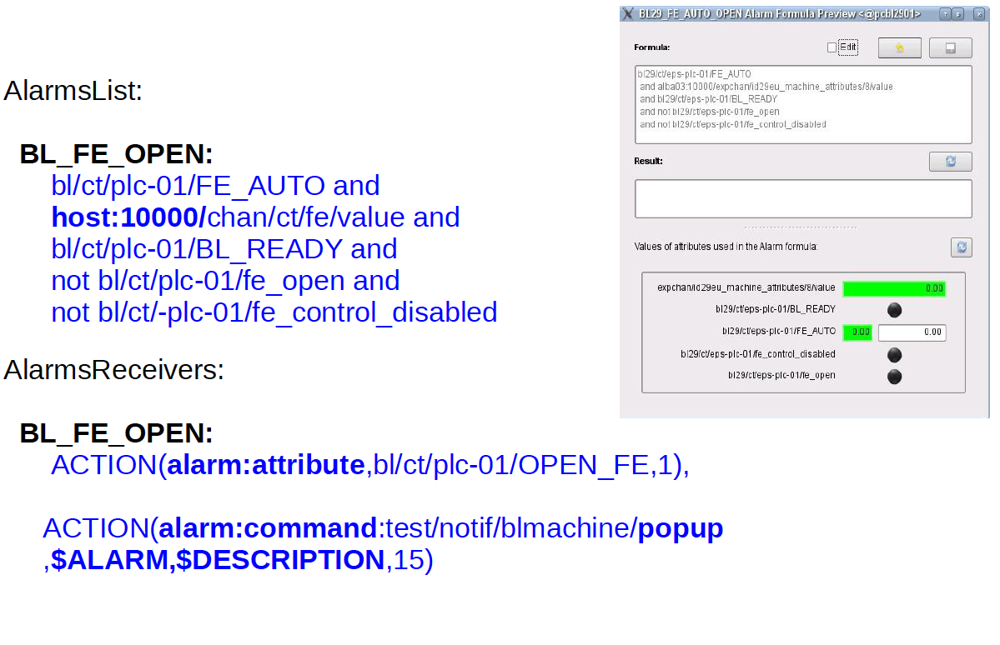 AlarmsList:
BL_FE_OPEN:
bl/ct/plc-01/FE_AUTO and
host:10000/chan/ct/fe/value and
bl/ct/plc-01/BL_READY and
not bl/ct/plc-01/fe_open and
not bl/ct/-plc-01/fe_control_disabled
AlarmsReceivers:
BL_FE_OPEN:
ACTION(alarm:attribute,bl/ct/plc-01/OPEN_FE,1),
ACTION(alarm:command:test/notif/blmachine/popup
,$ALARM,$DESCRIPTION,15)
BL29_FE_AUTO_OPEN Alarm Formula Preview <@pcbl2901>
Formula:
Edit
bl29/ct/eps-plc-01/FE_AUTO
and alba03:10000/expchan/id29eu_machine_attributes/8/value
and bl29/ct/eps-plc-01/BL_READY
and not bl29/ct/eps-plc-01/fe_open
and not bl29/ct/eps-plc-01/fe_control_disabled
Result:
Values of attributes used in the Alarm formula:
expchan/id29eu_machine_attributes/8/value 0.00
bl29/ct/eps-plc-01/BL_READY
bl29/ct/eps-plc-01/FE_AUTO 0.00 0.00
bl29/ct/eps-plc-01/fe_control_disabled
bl29/ct/eps-plc-01/fe_open